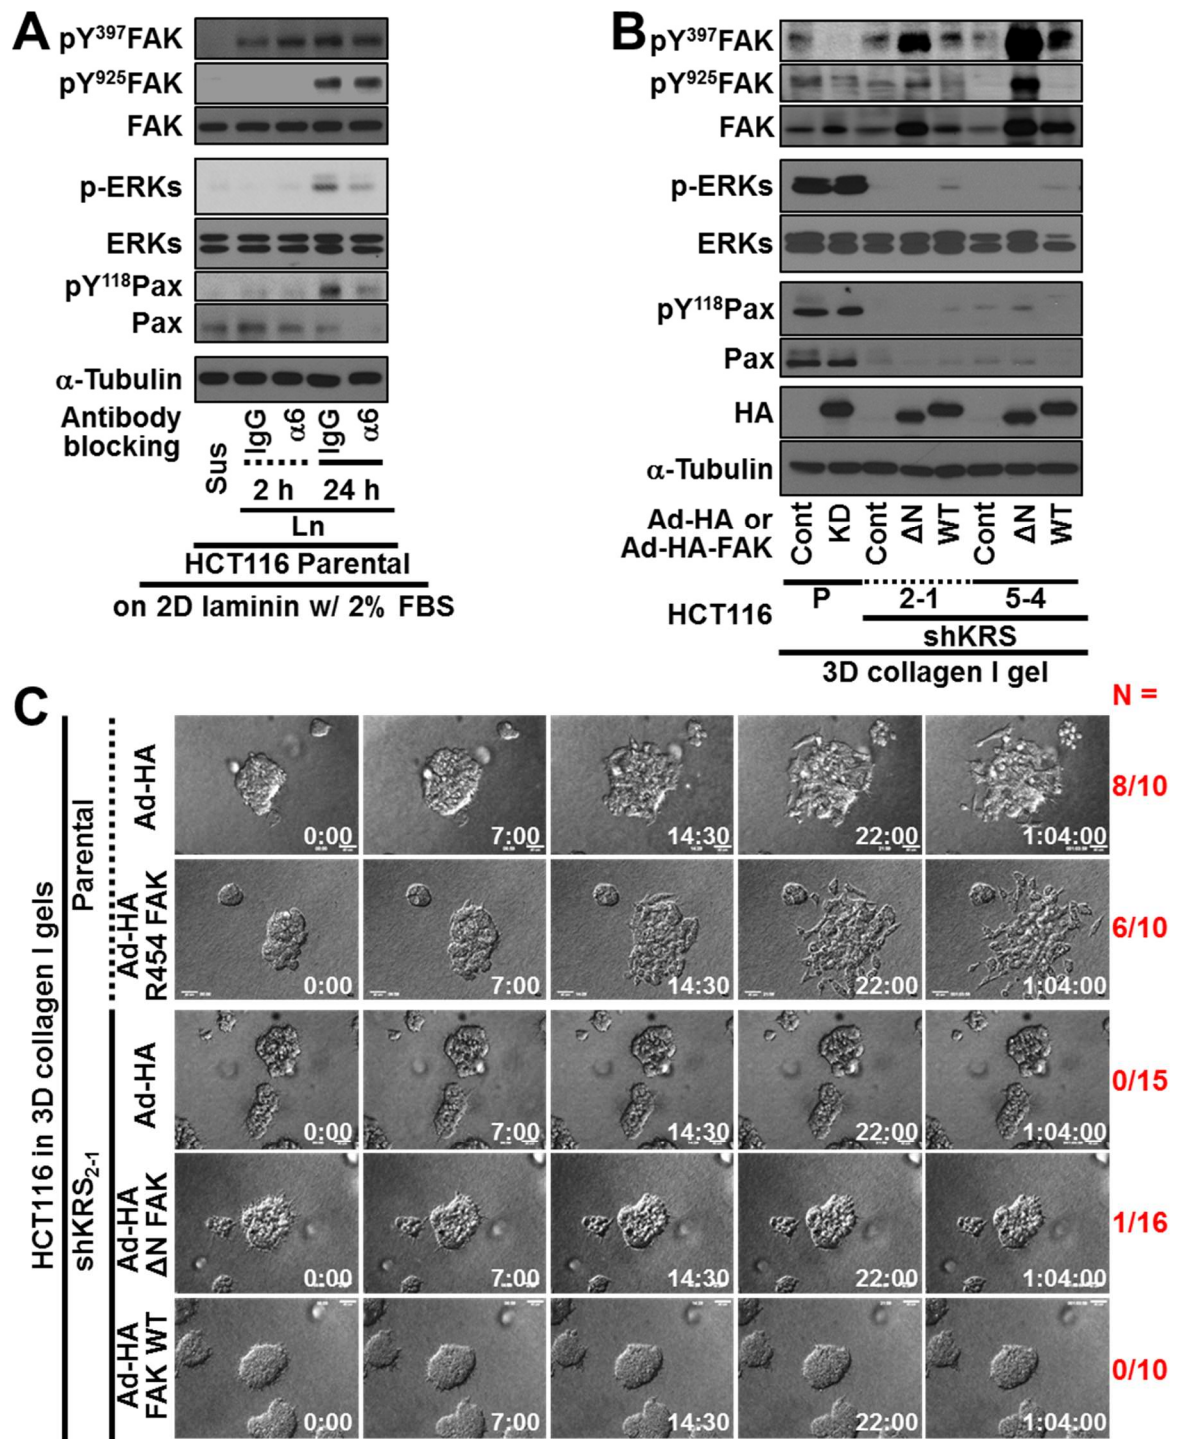 A
pY³⁹⁷FAK
pY⁹²⁵FAK
FAK
p-ERKs
ERKs
pY¹¹⁸Pax
Pax
α-Tubulin
Antibody
blocking
Sus
IgG
α6
IgG
α6
2 h
24 h
Ln
HCT116 Parental
on 2D laminin w/ 2% FBS
B
pY³⁹⁷FAK
pY⁹²⁵FAK
FAK
p-ERKs
ERKs
pY¹¹⁸Pax
Pax
HA
α-Tubulin
Ad-HA or
Ad-HA-FAK
Cont
KD
Cont
ΔN
WT
Cont
ΔN
WT
HCT116
P
2-1
5-4
shKRS
3D collagen I gel
C
N =
HCT116 in 3D collagen I gels
Parental
Ad-HA
0:00
7:00
14:30
22:00
1:04:00
8/10
Ad-HA
R454 FAK
0:00
7:00
14:30
22:00
1:04:00
6/10
shKRS₂₋₁
Ad-HA
0:00
7:00
14:30
22:00
1:04:00
0/15
Ad-HA
ΔN FAK
0:00
7:00
14:30
22:00
1:04:00
1/16
Ad-HA
FAK WT
0:00
7:00
14:30
22:00
1:04:00
0/10